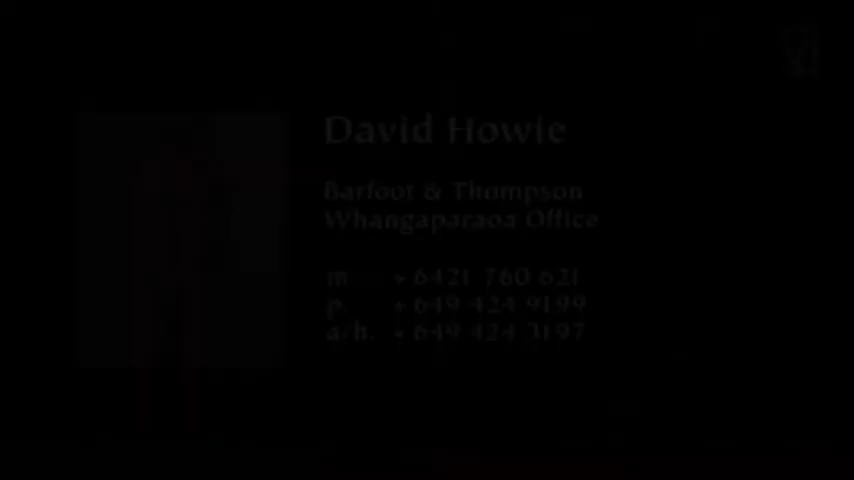 David Howie
Barfoot & Thompson
Whangaparaoa Office
m. + 6421 760 621
p. + 649 424 9199
a/h. + 649 424 3197